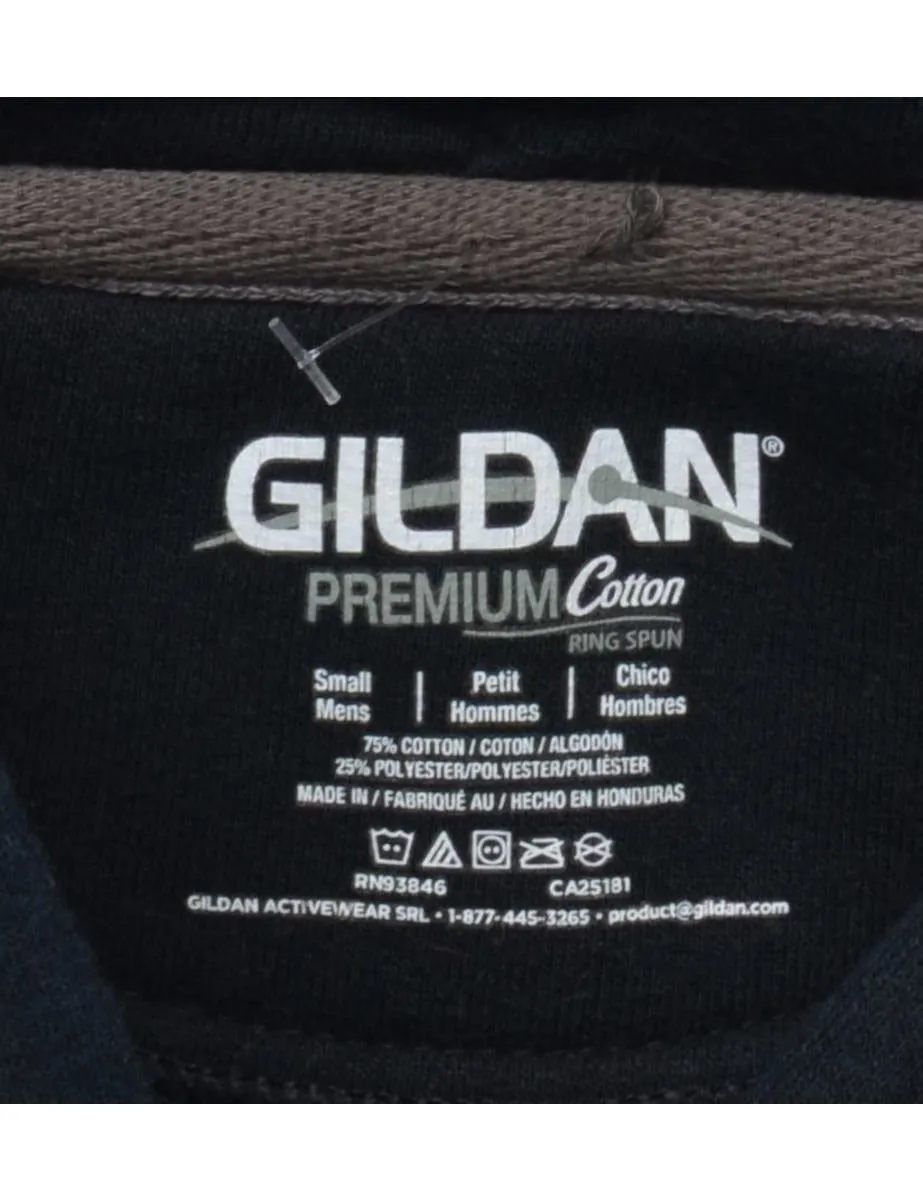 GILDAN®
PREMIUM Cotton
RING SPUN
Small | Petit | Chico
Mens | Hommes | Hombres
75% COTTON / COTON / ALGODÓN
25% POLYESTER/POLYESTER/POLIÉSTER
MADE IN / FABRIQUÉ AU / HECHO EN HONDURAS
RN93846 CA25181
GILDAN ACTIVEWEAR SRL • 1-877-445-3265 • product@gildan.com